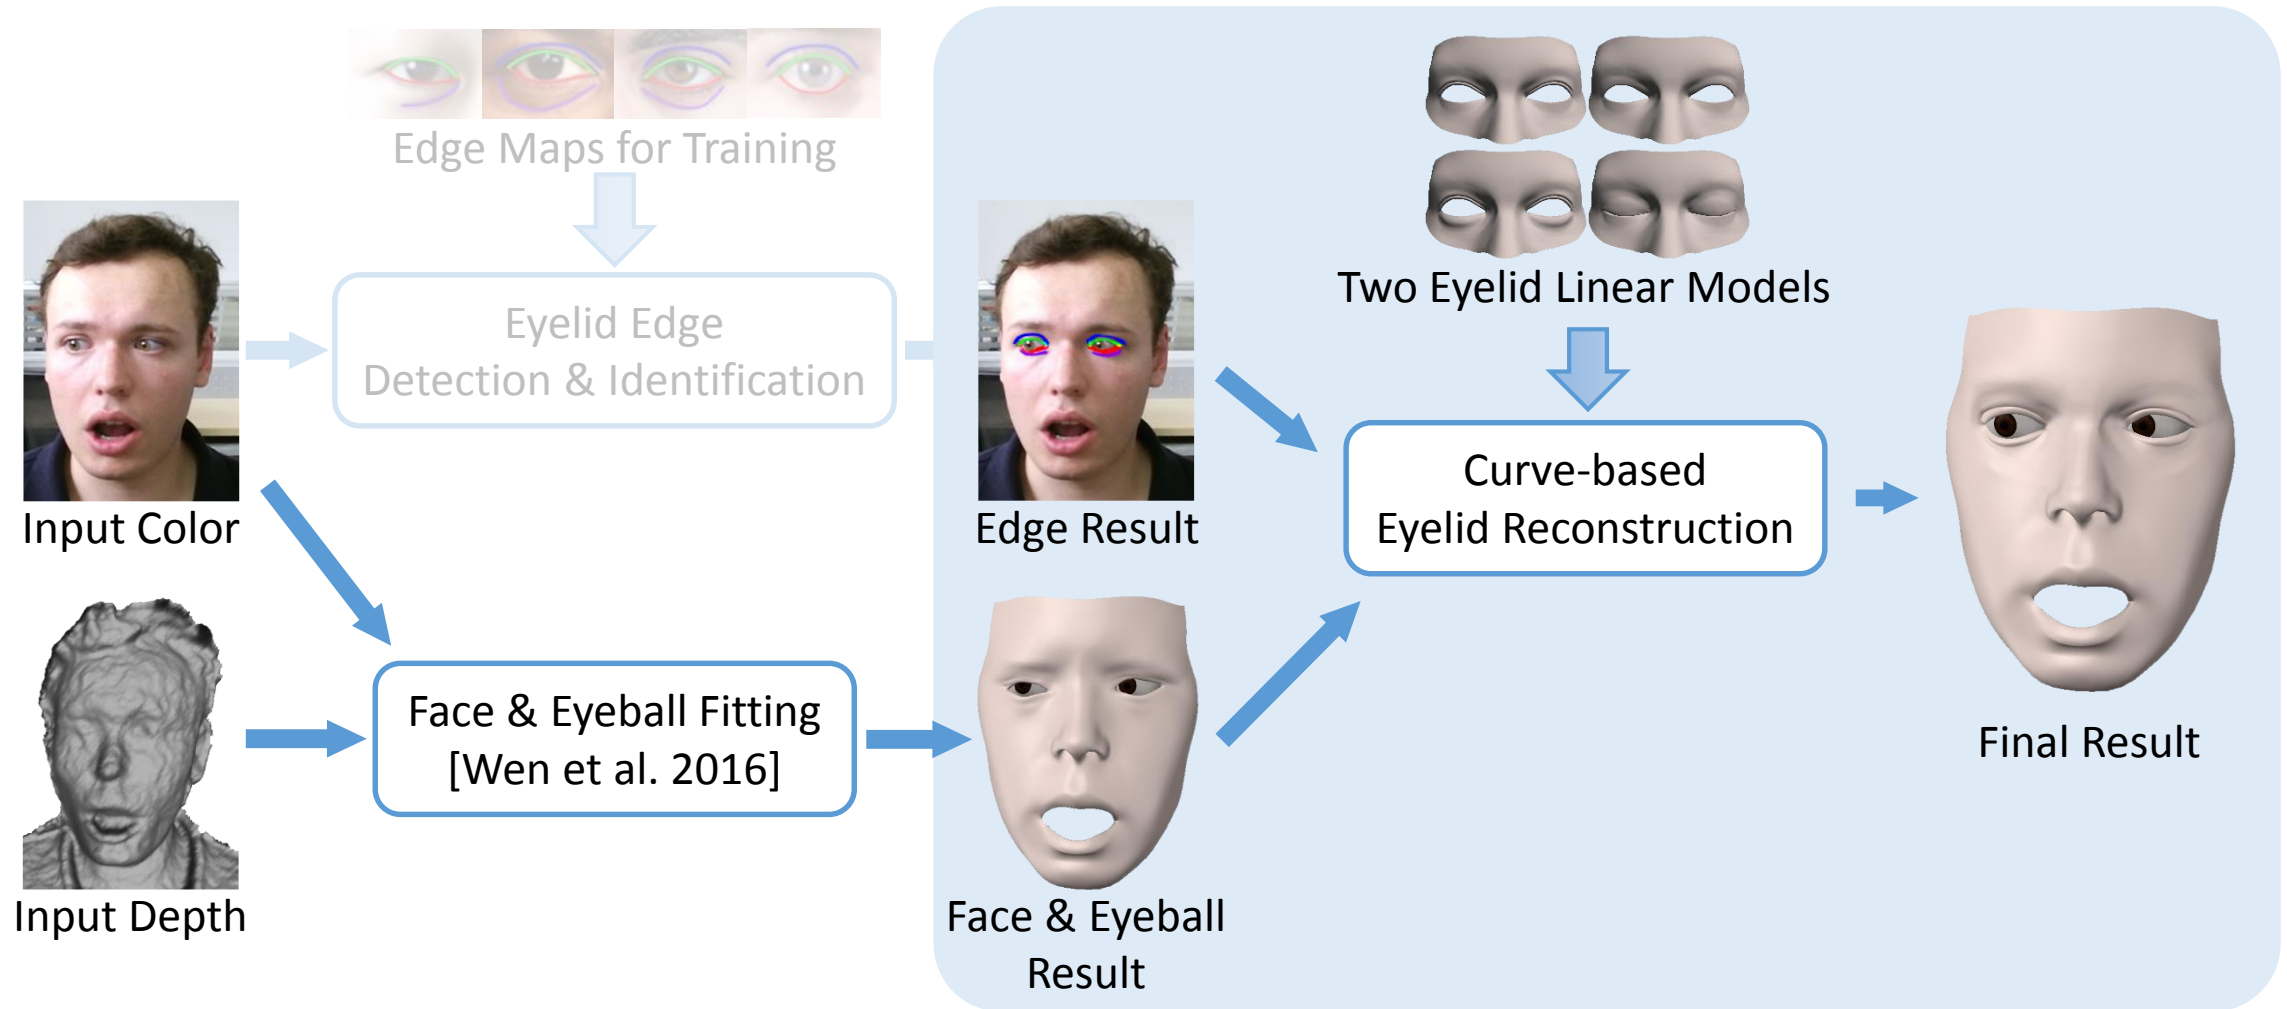 Edge Maps for Training
Eyelid Edge
Detection & Identification
Input Color
Input Depth
Face & Eyeball Fitting
[Wen et al. 2016]
Two Eyelid Linear Models
Edge Result
Curve-based
Eyelid Reconstruction
Face & Eyeball
Result
Final Result